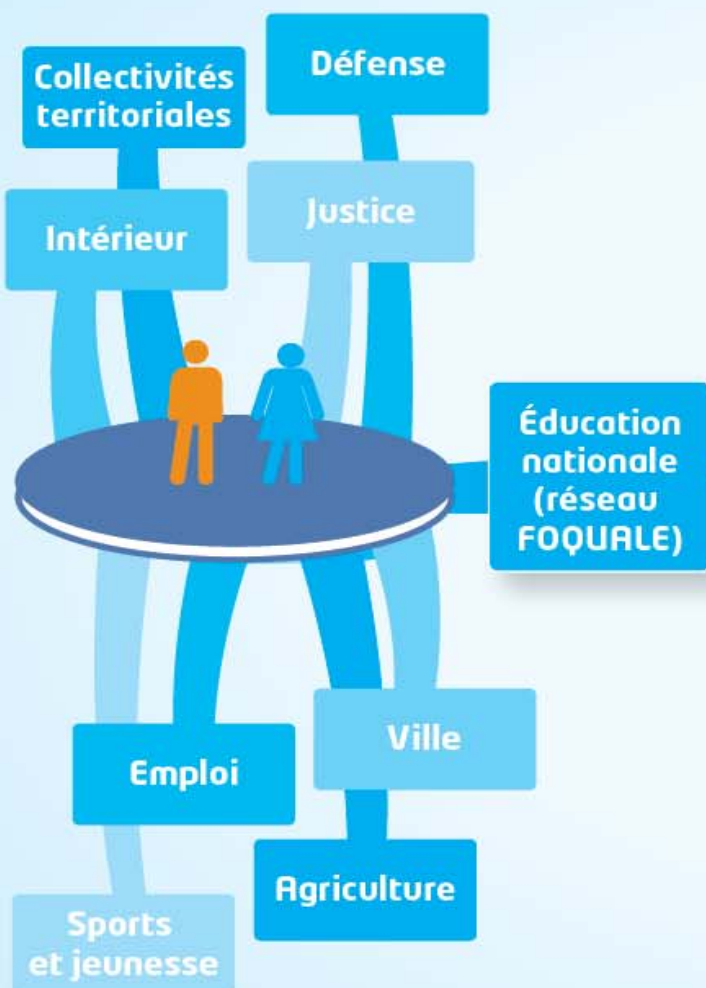 Collectivités
territoriales
Défense
Intérieur
Justice
Éducation
nationale
(réseau
FOQUALE)
Emploi
Ville
Agriculture
Sports
et jeunesse